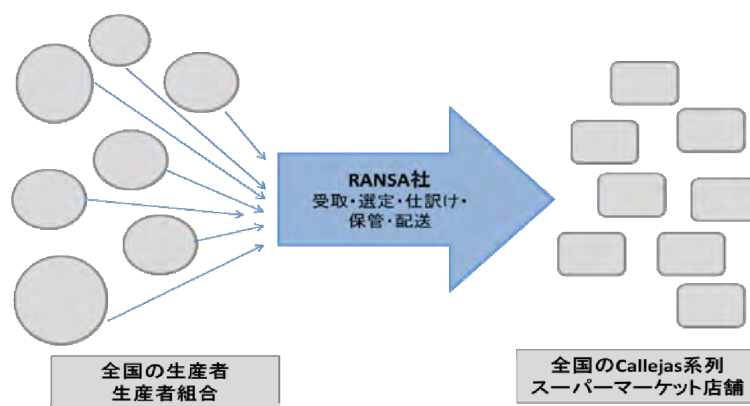 RANSA社
受取・選定・仕訳け・
保管・配送
全国の生産者
生産者組合
全国のCallejas系列
スーパーマーケット店舗